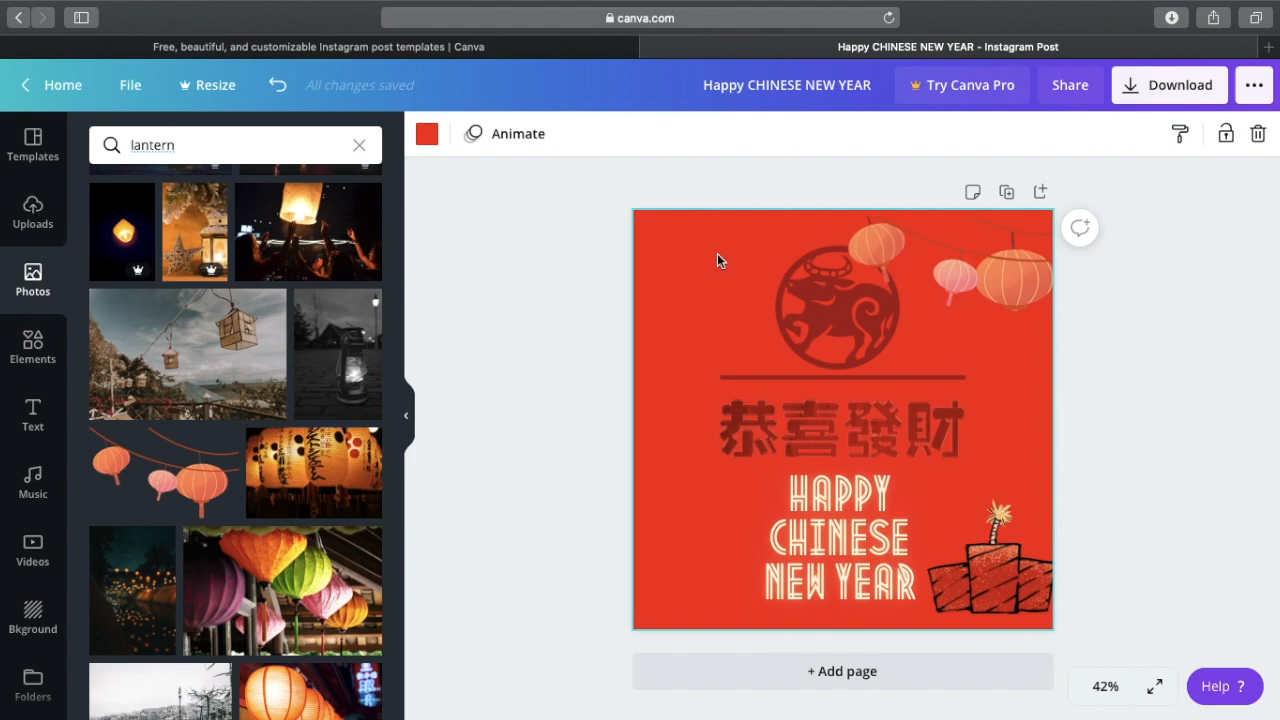 canva.com
Free, beautiful, and customizable Instagram post templates | Canva
Happy CHINESE NEW YEAR - Instagram Post
Home
File
Resize
All changes saved
Happy CHINESE NEW YEAR
Try Canva Pro
Share
Download
Templates
Uploads
Photos
Elements
Text
Music
Videos
Bkground
Folders
lantern
Animate
恭喜發財
HAPPY
CHINESE
NEW YEAR
+ Add page
42%
Help ?